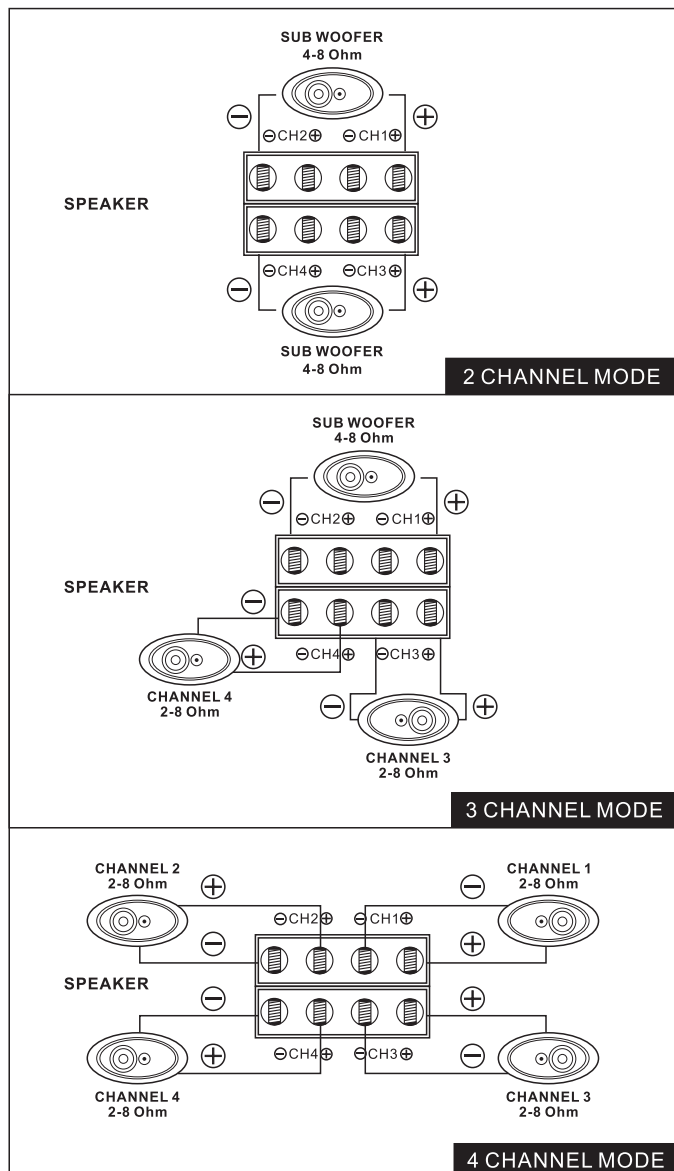 SUB WOOFER
4-8 Ohm
⊖ ⊕
⊖CH2⊕ ⊖CH1⊕
SPEAKER
⊖CH4⊕ ⊖CH3⊕
⊖ ⊕
SUB WOOFER
4-8 Ohm
2 CHANNEL MODE
SUB WOOFER
4-8 Ohm
⊖ ⊕
⊖CH2⊕ ⊖CH1⊕
SPEAKER
⊖
⊕ ⊖CH4⊕ ⊖CH3⊕
CHANNEL 4
2-8 Ohm
⊖ ⊕
CHANNEL 3
2-8 Ohm
3 CHANNEL MODE
CHANNEL 2
2-8 Ohm
CHANNEL 1
2-8 Ohm
⊕ ⊖
⊖CH2⊕ ⊖CH1⊕
⊖ ⊕
SPEAKER
⊖ ⊕
⊕ ⊖CH4⊕ ⊖CH3⊕ ⊖
CHANNEL 4
2-8 Ohm
CHANNEL 3
2-8 Ohm
4 CHANNEL MODE